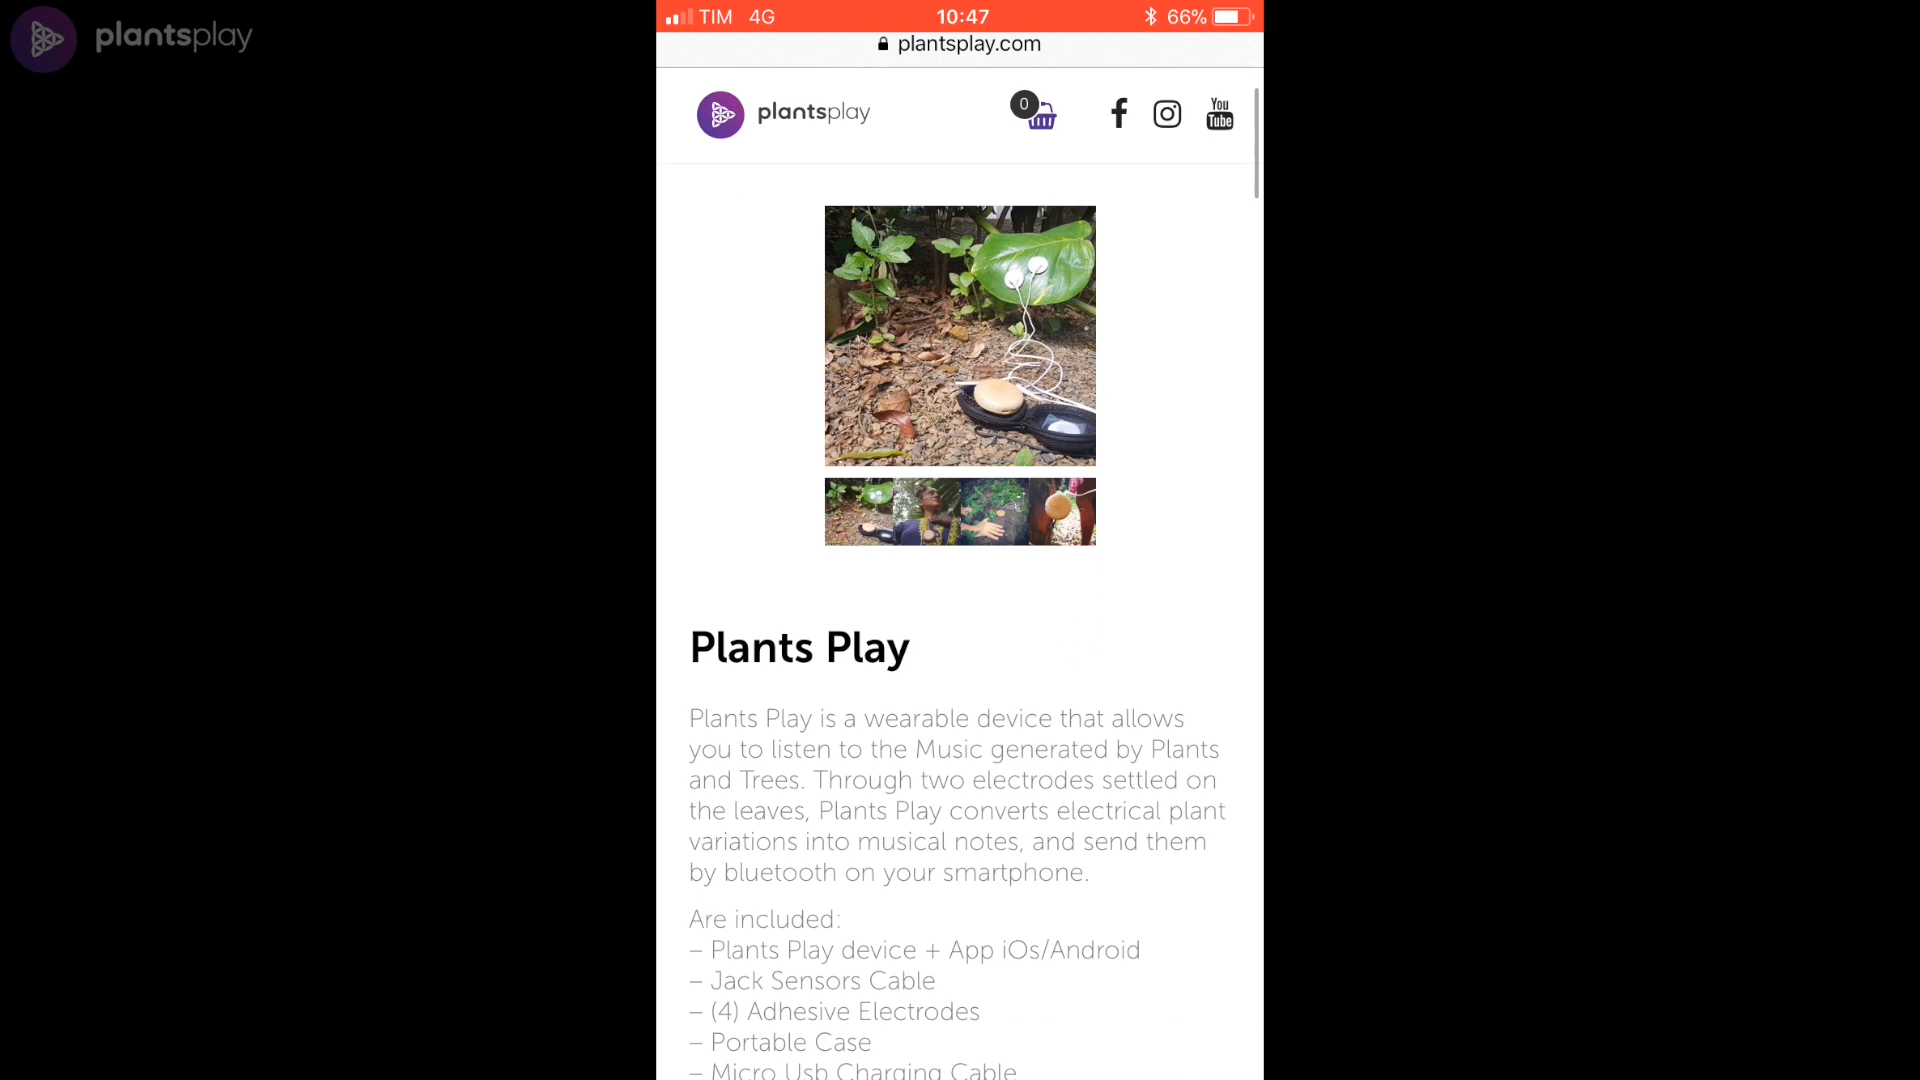 plantsplay
TIM 4G 10:47 66%
plantsplay.com
plantsplay
0
You
Tube
Plants Play
Plants Play is a wearable device that allows
you to listen to the Music generated by Plants
and Trees. Through two electrodes settled on
the leaves, Plants Play converts electrical plant
variations into musical notes, and send them
by bluetooth on your smartphone.
Are included:
– Plants Play device + App iOs/Android
– Jack Sensors Cable
– (4) Adhesive Electrodes
– Portable Case
– Micro Usb Charging Cable